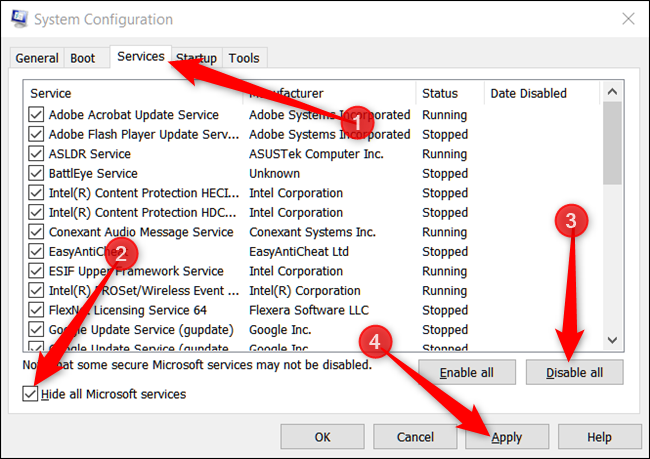 System Configuration
General Boot Services Startup Tools
Service Manufacturer Status Date Disabled
Adobe Acrobat Update Service Adobe Systems Incorporated Running
Adobe Flash Player Update Serv... Adobe Systems Incorporated Stopped
ASLDR Service ASUSTek Computer Inc. Running
BattlEye Service Unknown Stopped
Intel(R) Content Protection HECI... Intel Corporation Stopped
Intel(R) Content Protection HDC... Intel Corporation Stopped
Conexant Audio Message Service Conexant Systems Inc. Running
EasyAntiCheat EasyAntiCheat Ltd Stopped
ESIF Upper Framework Service Intel Corporation Running
Intel(R) PROSet/Wireless Event ... Intel(R) Corporation Running
FlexNet Licensing Service 64 Flexera Software LLC Stopped
Google Update Service (gupdate) Google Inc. Stopped
Google Update Service (gupdatem) Google Inc. Stopped
Note that some secure Microsoft services may not be disabled.
Enable all Disable all
Hide all Microsoft services
OK Cancel Apply Help
1
2
3
4